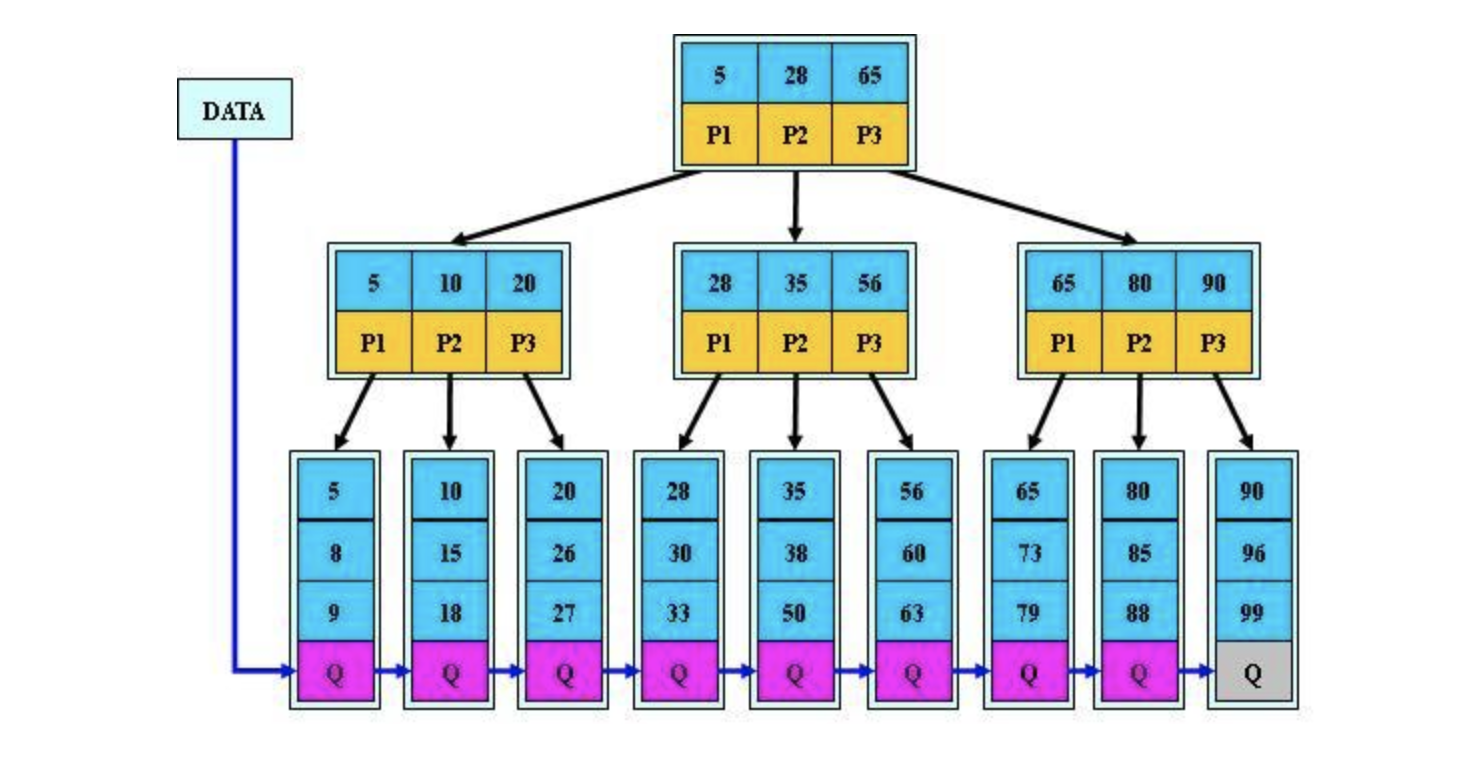 5 28 65
DATA
P1 P2 P3
5 10 20 28 35 56 65 80 90
P1 P2 P3 P1 P2 P3 P1 P2 P3
5 10 20 28 35 56 65 80 90
8 15 26 30 38 60 73 85 96
9 18 27 33 50 63 79 88 99
Q Q Q Q Q Q Q Q Q